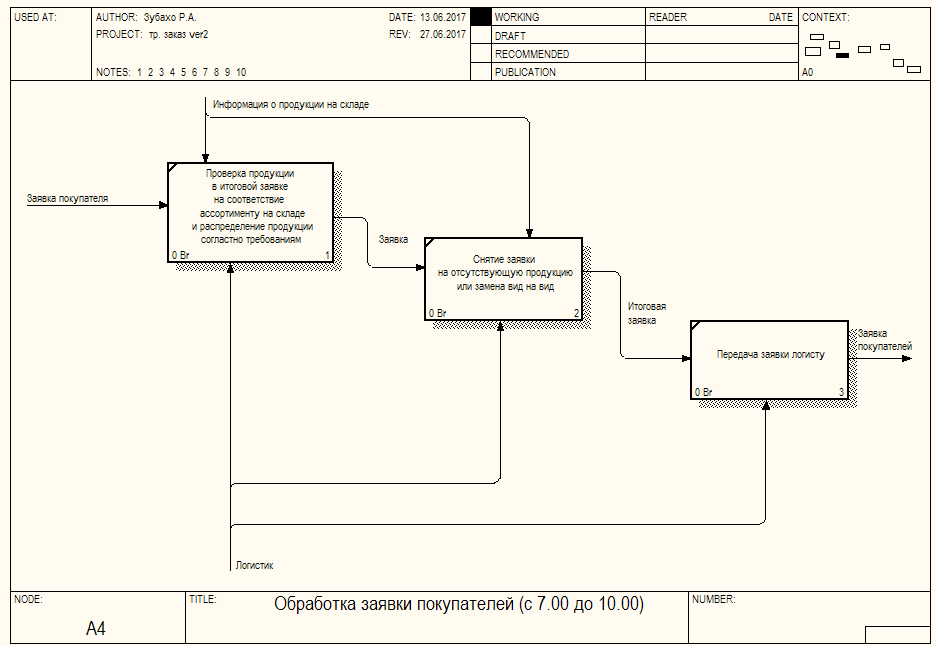 USED AT:
AUTHOR: Зубахо Р.А.
DATE: 13.06.2017
PROJECT: тр. заказ ver2
REV: 27.06.2017
NOTES: 1 2 3 4 5 6 7 8 9 10
WORKING
DRAFT
RECOMMENDED
PUBLICATION
READER
DATE
CONTEXT:
A0
Информация о продукции на складе
Заявка покупателя
Проверка продукции
в итоговой заявке
на соответствие
ассортименту на складе
и распределение продукции
согластно требованиям
0 Br
1
Заявка
Снятие заявки
на отсутствующую продукцию
или замена вид на вид
0 Br
2
Итоговая
заявка
Передача заявки логисту
0 Br
3
Заявка
покупателей
Логистик
NODE:
A4
TITLE:
Обработка заявки покупателей (с 7.00 до 10.00)
NUMBER: